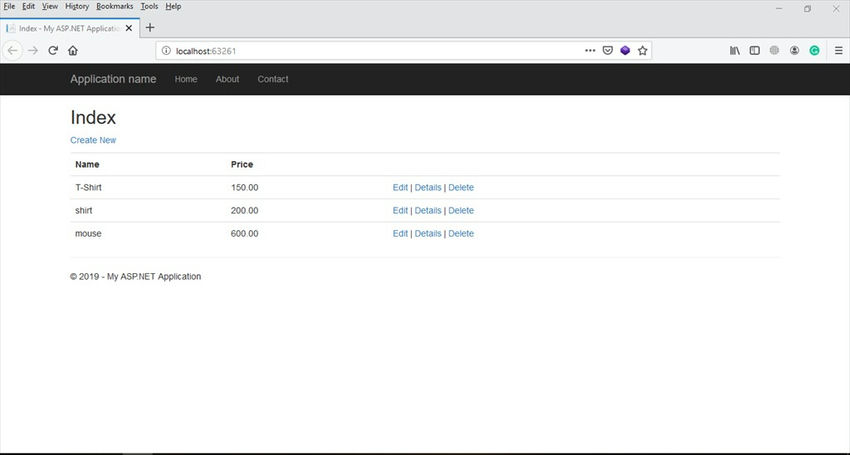 File Edit View History Bookmarks Tools Help
Index - My ASP.NET Application
localhost:63261
Application name Home About Contact
Index
Create New
Name Price
T-Shirt 150.00 Edit | Details | Delete
shirt 200.00 Edit | Details | Delete
mouse 600.00 Edit | Details | Delete
© 2019 - My ASP.NET Application